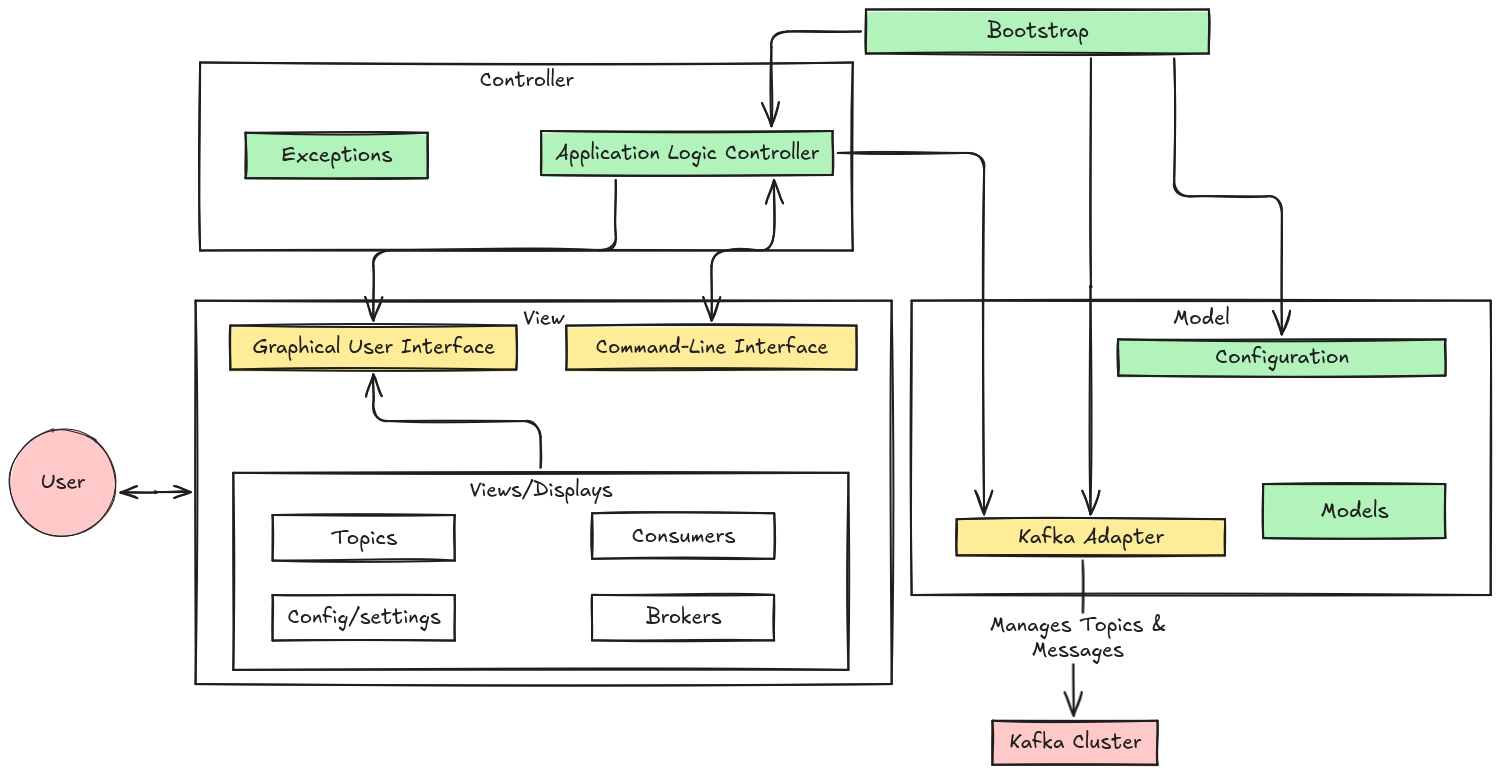 Bootstrap
Controller
Exceptions
Application Logic Controller
View
Graphical User Interface
Command-Line Interface
Model
Configuration
User
Views/Displays
Topics
Consumers
Config/settings
Brokers
Models
Kafka Adapter
Manages Topics &
Messages
Kafka Cluster